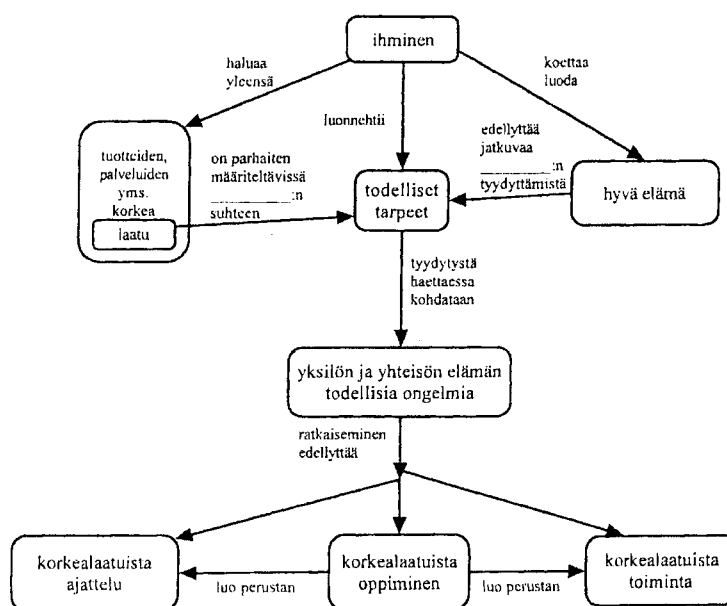 ihminen
haluaa
yleensä
koettaa
luoda
luonnehtii
tuotteiden,
palveluiden
yms.
korkea
laatu
on parhaiten
määriteltävissä
________:n
suhteen
todelliset
tarpeet
edellyttää
jatkuvaa
________:n
tyydyttämistä
hyvä elämä
tyydytystä
haettaessa
kohdataan
yksilön ja yhteisön elämän
todellisia ongelmia
ratkaiseminen
edellyttää
korkealaatuista
ajattelu
luo perustan
korkealaatuista
oppiminen
luo perustan
korkealaatuista
toiminta